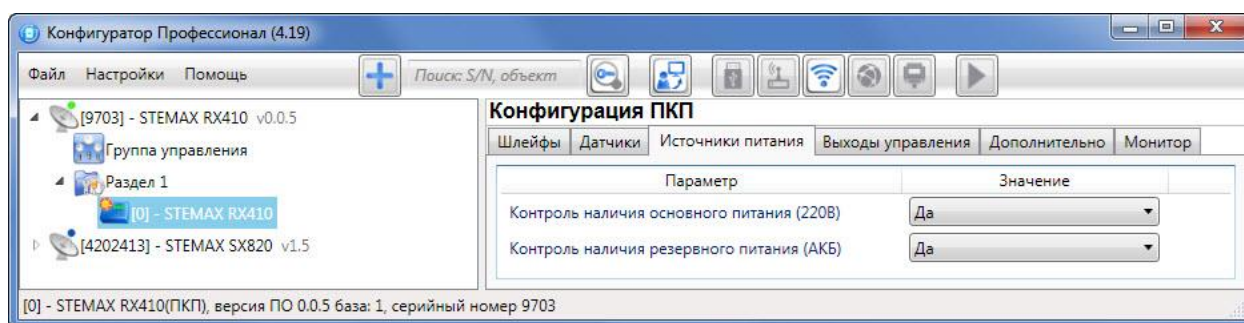 Конфигуратор Профессионал (4.19)
Файл Настройки Помощь Поиск: S/N, объект
[9703] - STEMAX RX410 v0.0.5
Группа управления
Раздел 1
[0] - STEMAX RX410
[4202413] - STEMAX SX820 v1.5
Конфигурация ПКП
Шлейфы Датчики Источники питания Выходы управления Дополнительно Монитор
Параметр Значение
Контроль наличия основного питания (220В) Да
Контроль наличия резервного питания (АКБ) Да
[0] - STEMAX RX410(ПКП), версия ПО 0.0.5 база: 1, серийный номер 9703